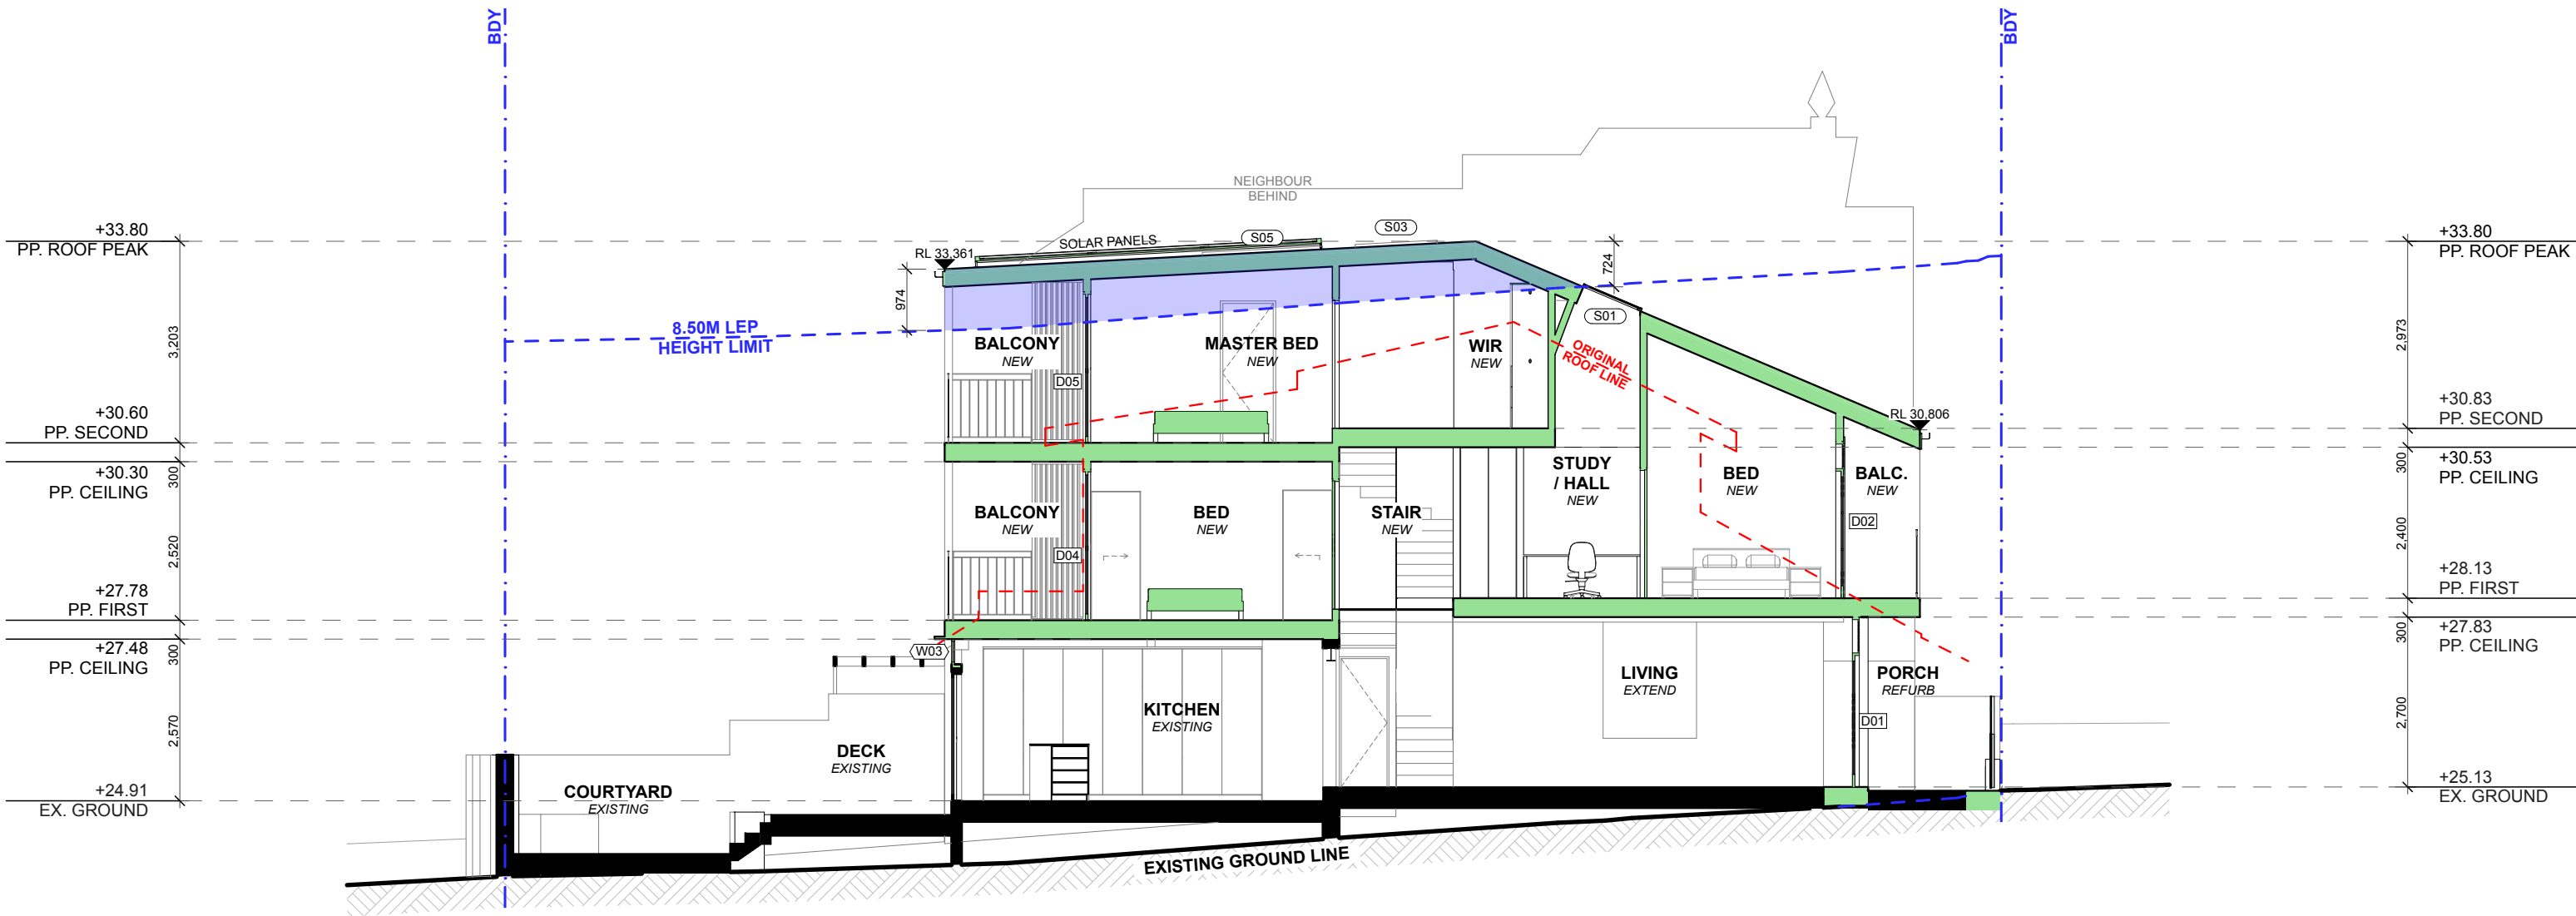 BDY
BDY
NEIGHBOUR
BEHIND
+33.80
PP. ROOF PEAK
SOLAR PANELS
S05
S03
+33.80
PP. ROOF PEAK
RL 33,361
724
974
8.50M LEP
HEIGHT LIMIT
S01
3,203
BALCONY
NEW
MASTER BED
NEW
WIR
NEW
ORIGINAL
ROOF LINE
2,973
D05
+30.60
PP. SECOND
RL 30,806
+30.83
PP. SECOND
300
+30.30
PP. CEILING
STUDY
/ HALL
NEW
BED
NEW
BALC.
NEW
300
+30.53
PP. CEILING
BALCONY
NEW
BED
NEW
STAIR
NEW
D02
2,520
D04
2,400
+27.78
PP. FIRST
+28.13
PP. FIRST
300
+27.48
PP. CEILING
W03
300
+27.83
PP. CEILING
LIVING
EXTEND
PORCH
REFURB
KITCHEN
EXISTING
D01
2,570
2,700
DECK
EXISTING
COURTYARD
EXISTING
+24.91
EX. GROUND
+25.13
EX. GROUND
EXISTING GROUND LINE